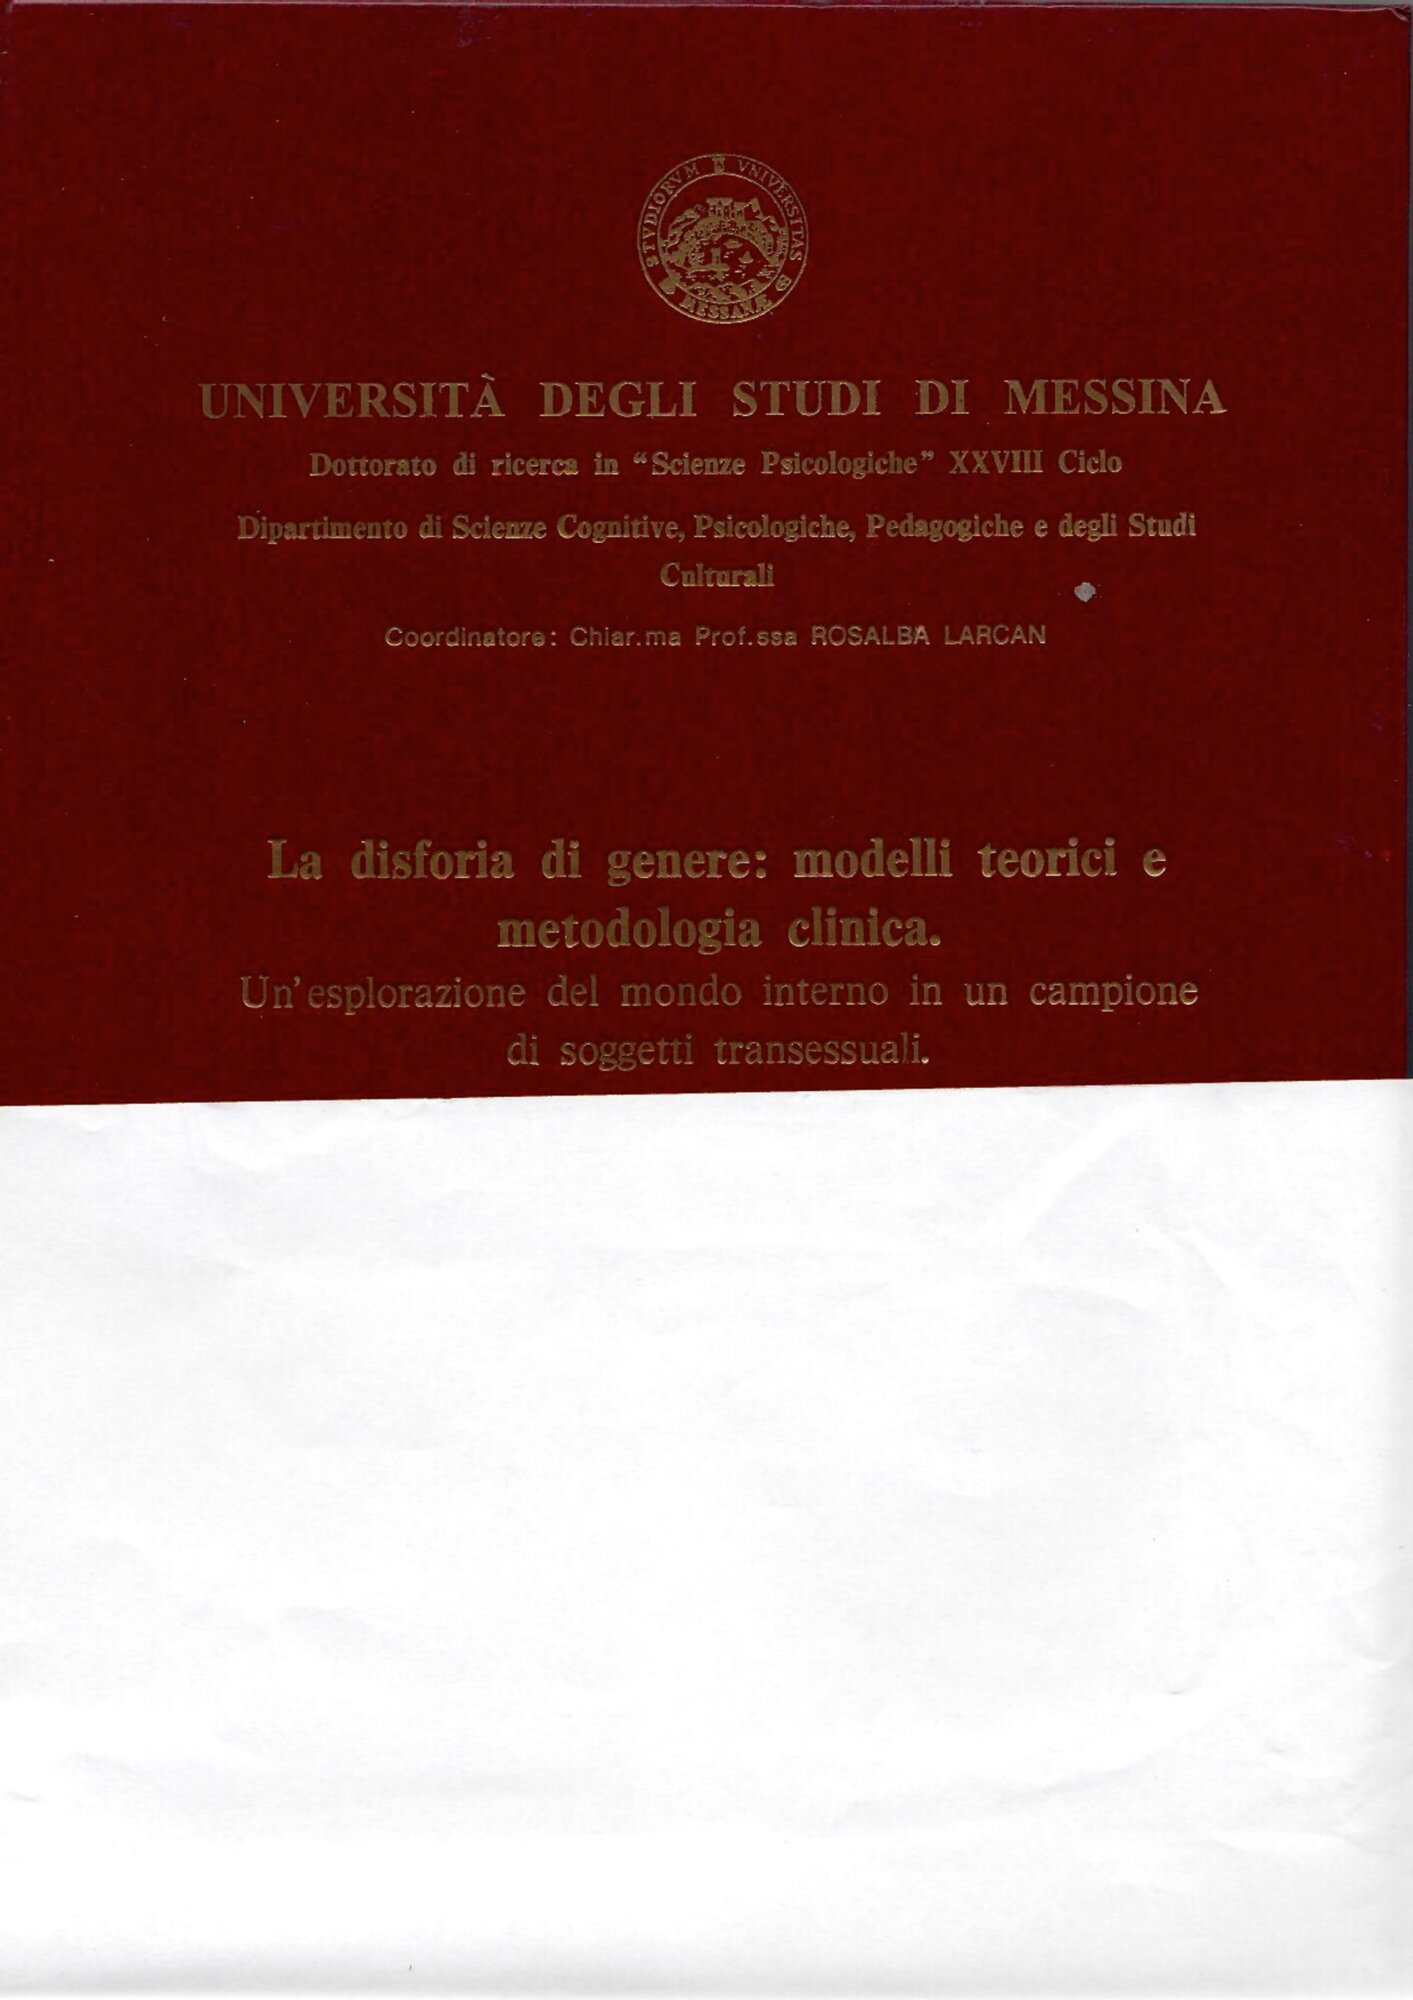 STVDIORVM VNIVERSITAS
MESSANAE
UNIVERSITÀ DEGLI STUDI DI MESSINA
Dottorato di ricerca in “Scienze Psicologiche” XXVIII Ciclo
Dipartimento di Scienze Cognitive, Psicologiche, Pedagogiche e degli Studi
Culturali
Coordinatore: Chiar.ma Prof.ssa ROSALBA LARCAN
La disforia di genere: modelli teorici e
metodologia clinica.
Un’esplorazione del mondo interno in un campione
di soggetti transessuali.